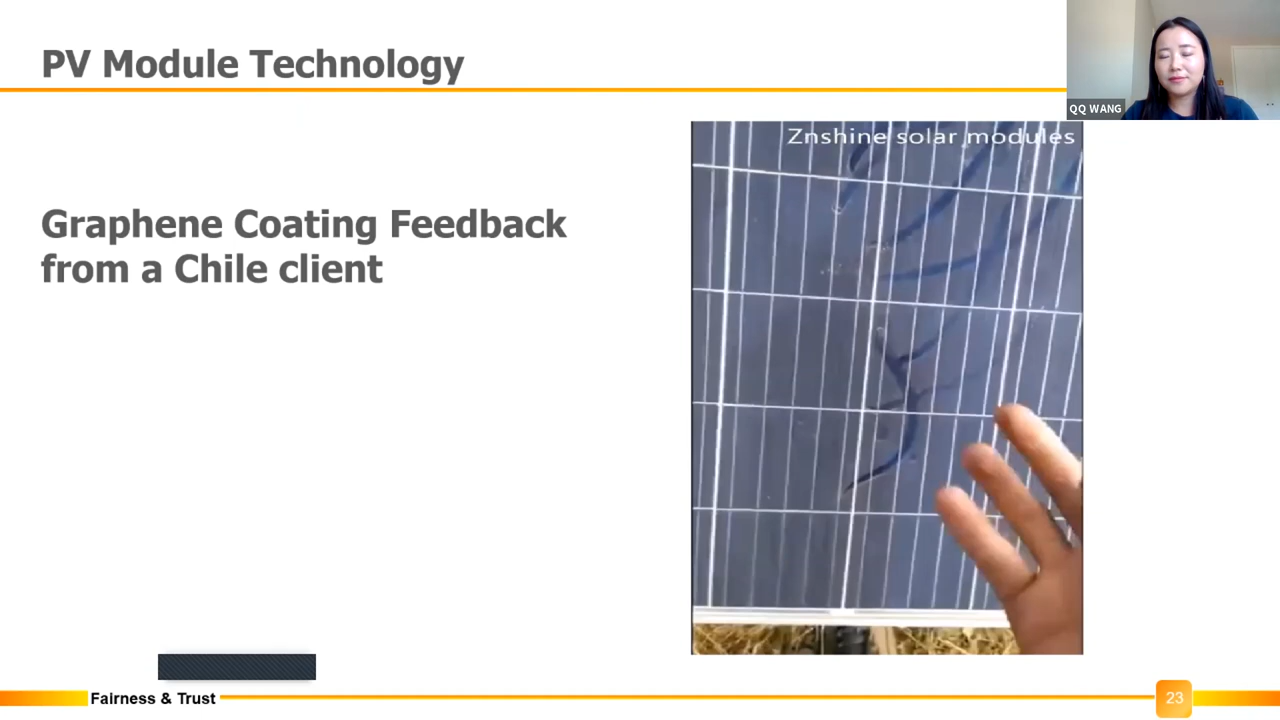 PV Module Technology
QQ WANG
Znshine solar modules
Graphene Coating Feedback
from a Chile client
Fairness & Trust
23